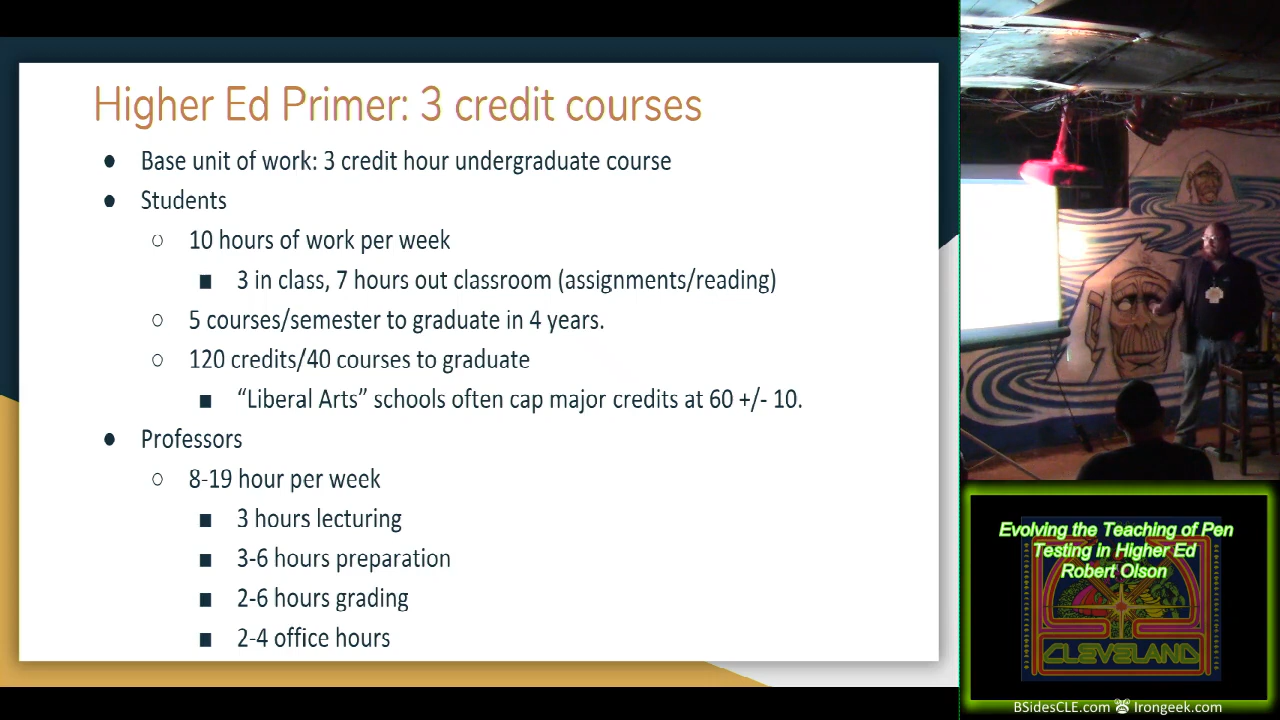 Higher Ed Primer: 3 credit courses
● Base unit of work: 3 credit hour undergraduate course
● Students
○ 10 hours of work per week
■ 3 in class, 7 hours out classroom (assignments/reading)
○ 5 courses/semester to graduate in 4 years.
○ 120 credits/40 courses to graduate
■ “Liberal Arts” schools often cap major credits at 60 +/- 10.
● Professors
○ 8-19 hour per week
■ 3 hours lecturing
■ 3-6 hours preparation
■ 2-6 hours grading
■ 2-4 office hours
Evolving the Teaching of Pen
Testing in Higher Ed
Robert Olson
CLEVELAND
BSidesCLE.com Irongeek.com